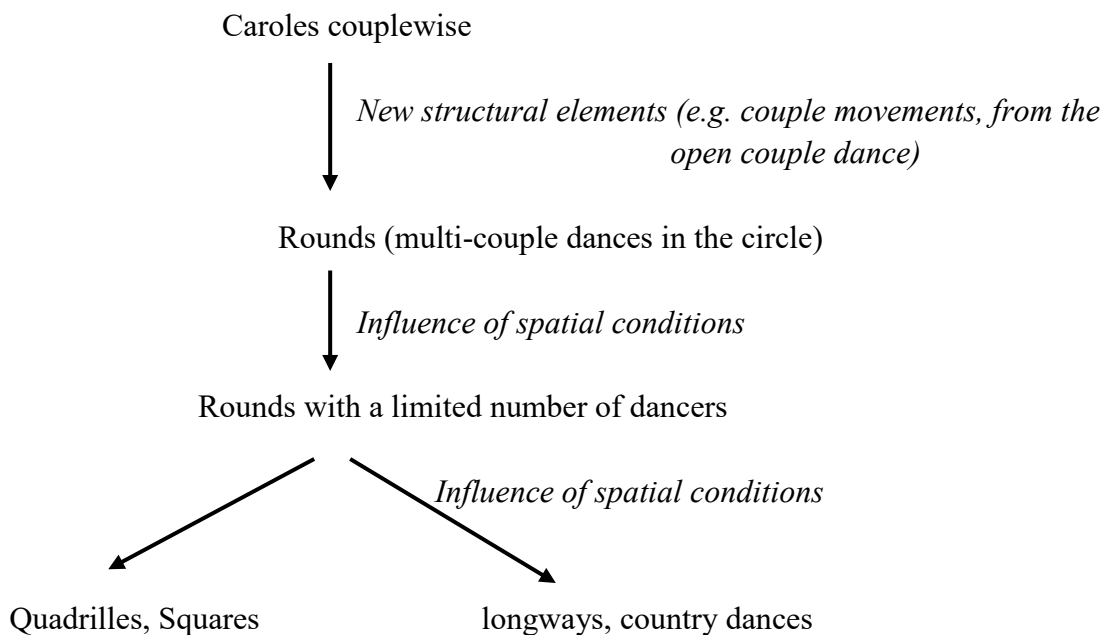 Caroles couplewise
New structural elements (e.g. couple movements, from the
open couple dance)
Rounds (multi-couple dances in the circle)
Influence of spatial conditions
Rounds with a limited number of dancers
Influence of spatial conditions
Quadrilles, Squares
longways, country dances